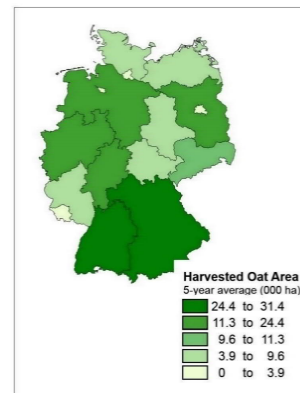 Harvested Oat Area
5-year average (000 ha)
24.4 to 31.4
11.3 to 24.4
9.6 to 11.3
3.9 to 9.6
0 to 3.9